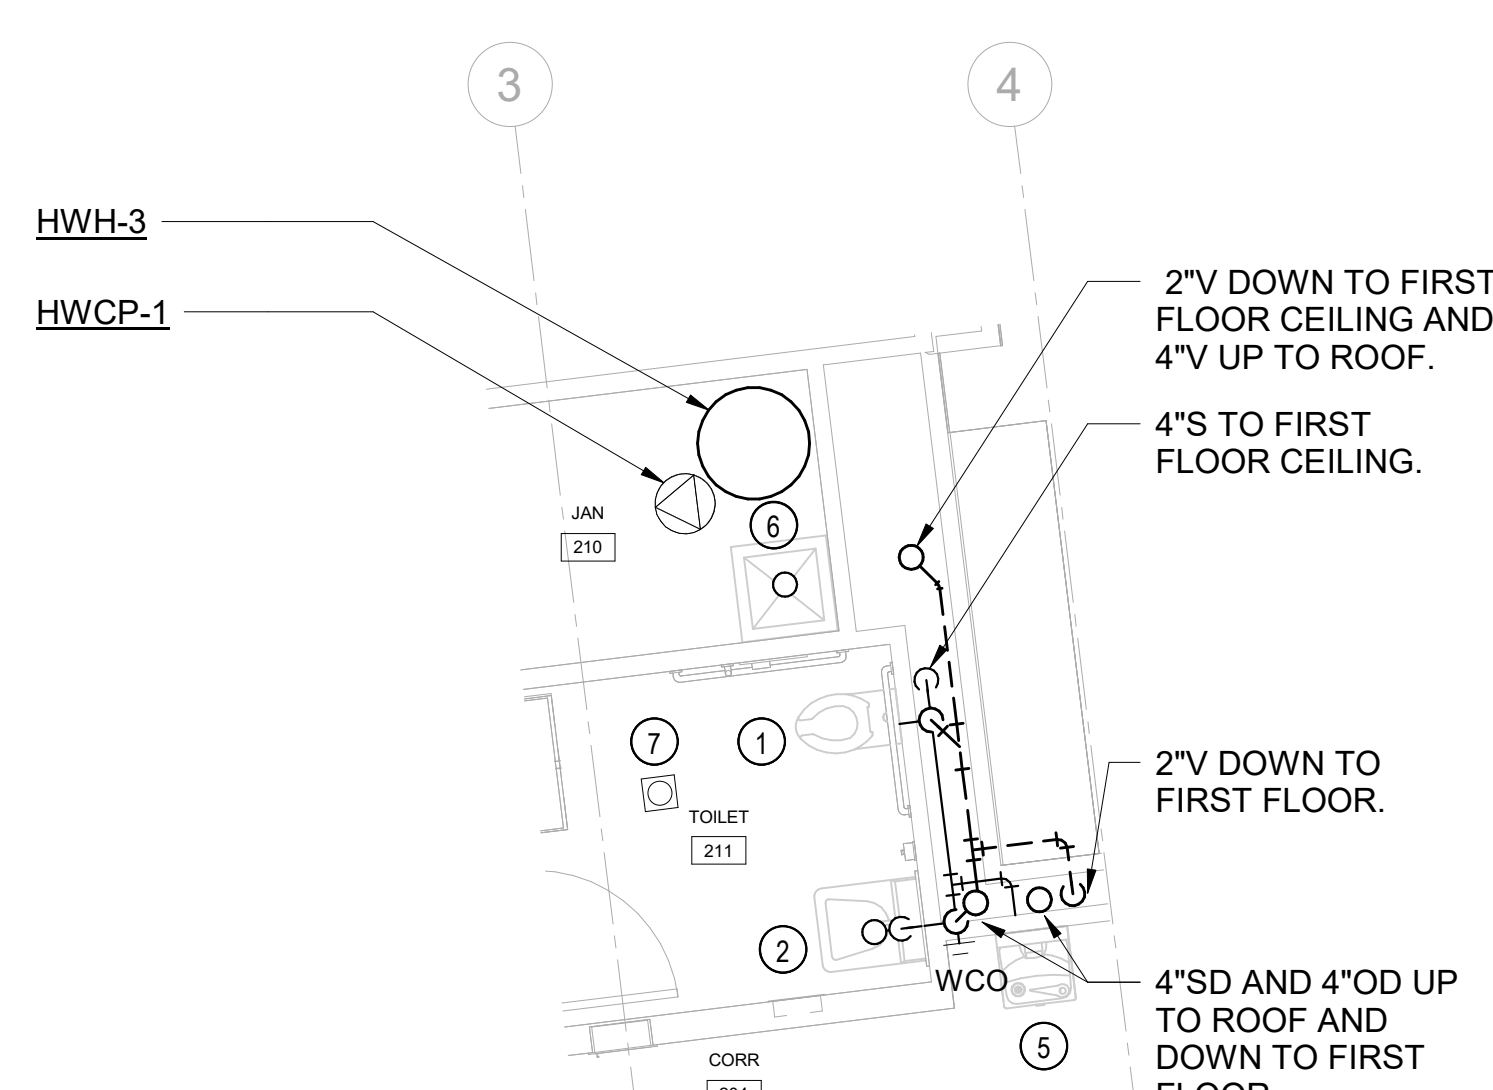 3
4
HWH-3
HWCP-1
2"V DOWN TO FIRST
FLOOR CEILING AND
4"V UP TO ROOF.
4"S TO FIRST
FLOOR CEILING.
JAN
210
6
7
1
TOILET
211
2"V DOWN TO
FIRST FLOOR.
2
WCO
4"SD AND 4"OD UP
TO ROOF AND
DOWN TO FIRST
FLOOR
5
CORR